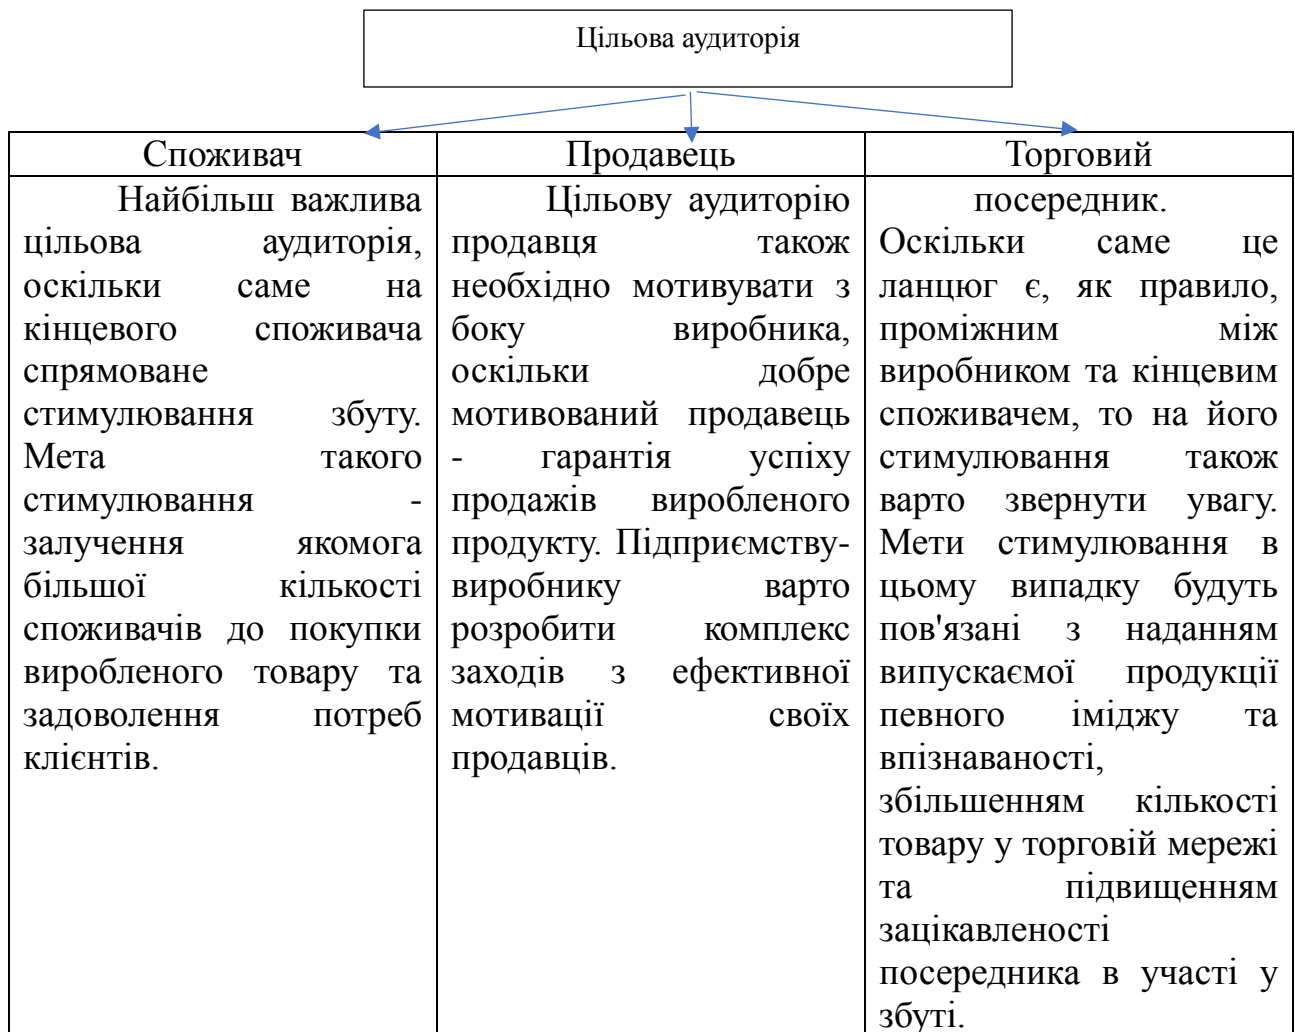 Цільова аудиторія
Споживач
Продавець
Торговий
Найбільш важлива
цільова аудиторія,
оскільки саме на
кінцевого споживача
спрямоване
стимулювання збуту.
Мета такого
стимулювання -
залучення якомога
більшої кількості
споживачів до покупки
виробленого товару та
задоволення потреб
клієнтів.
Цільову аудиторію
продавця також
необхідно мотивувати з
боку виробника,
оскільки добре
мотивований продавець
- гарантія успіху
продажів виробленого
продукту. Підприємству-
виробнику варто
розробити комплекс
заходів з ефективної
мотивації своїх
продавців.
посередник.
Оскільки саме це
ланцюг є, як правило,
проміжним між
виробником та кінцевим
споживачем, то на його
стимулювання також
варто звернути увагу.
Мети стимулювання в
цьому випадку будуть
пов'язані з наданням
випускаємої продукції
певного іміджу та
впізнаваності,
збільшенням кількості
товару у торговій мережі
та підвищенням
зацікавленості
посередника в участі у
збуті.